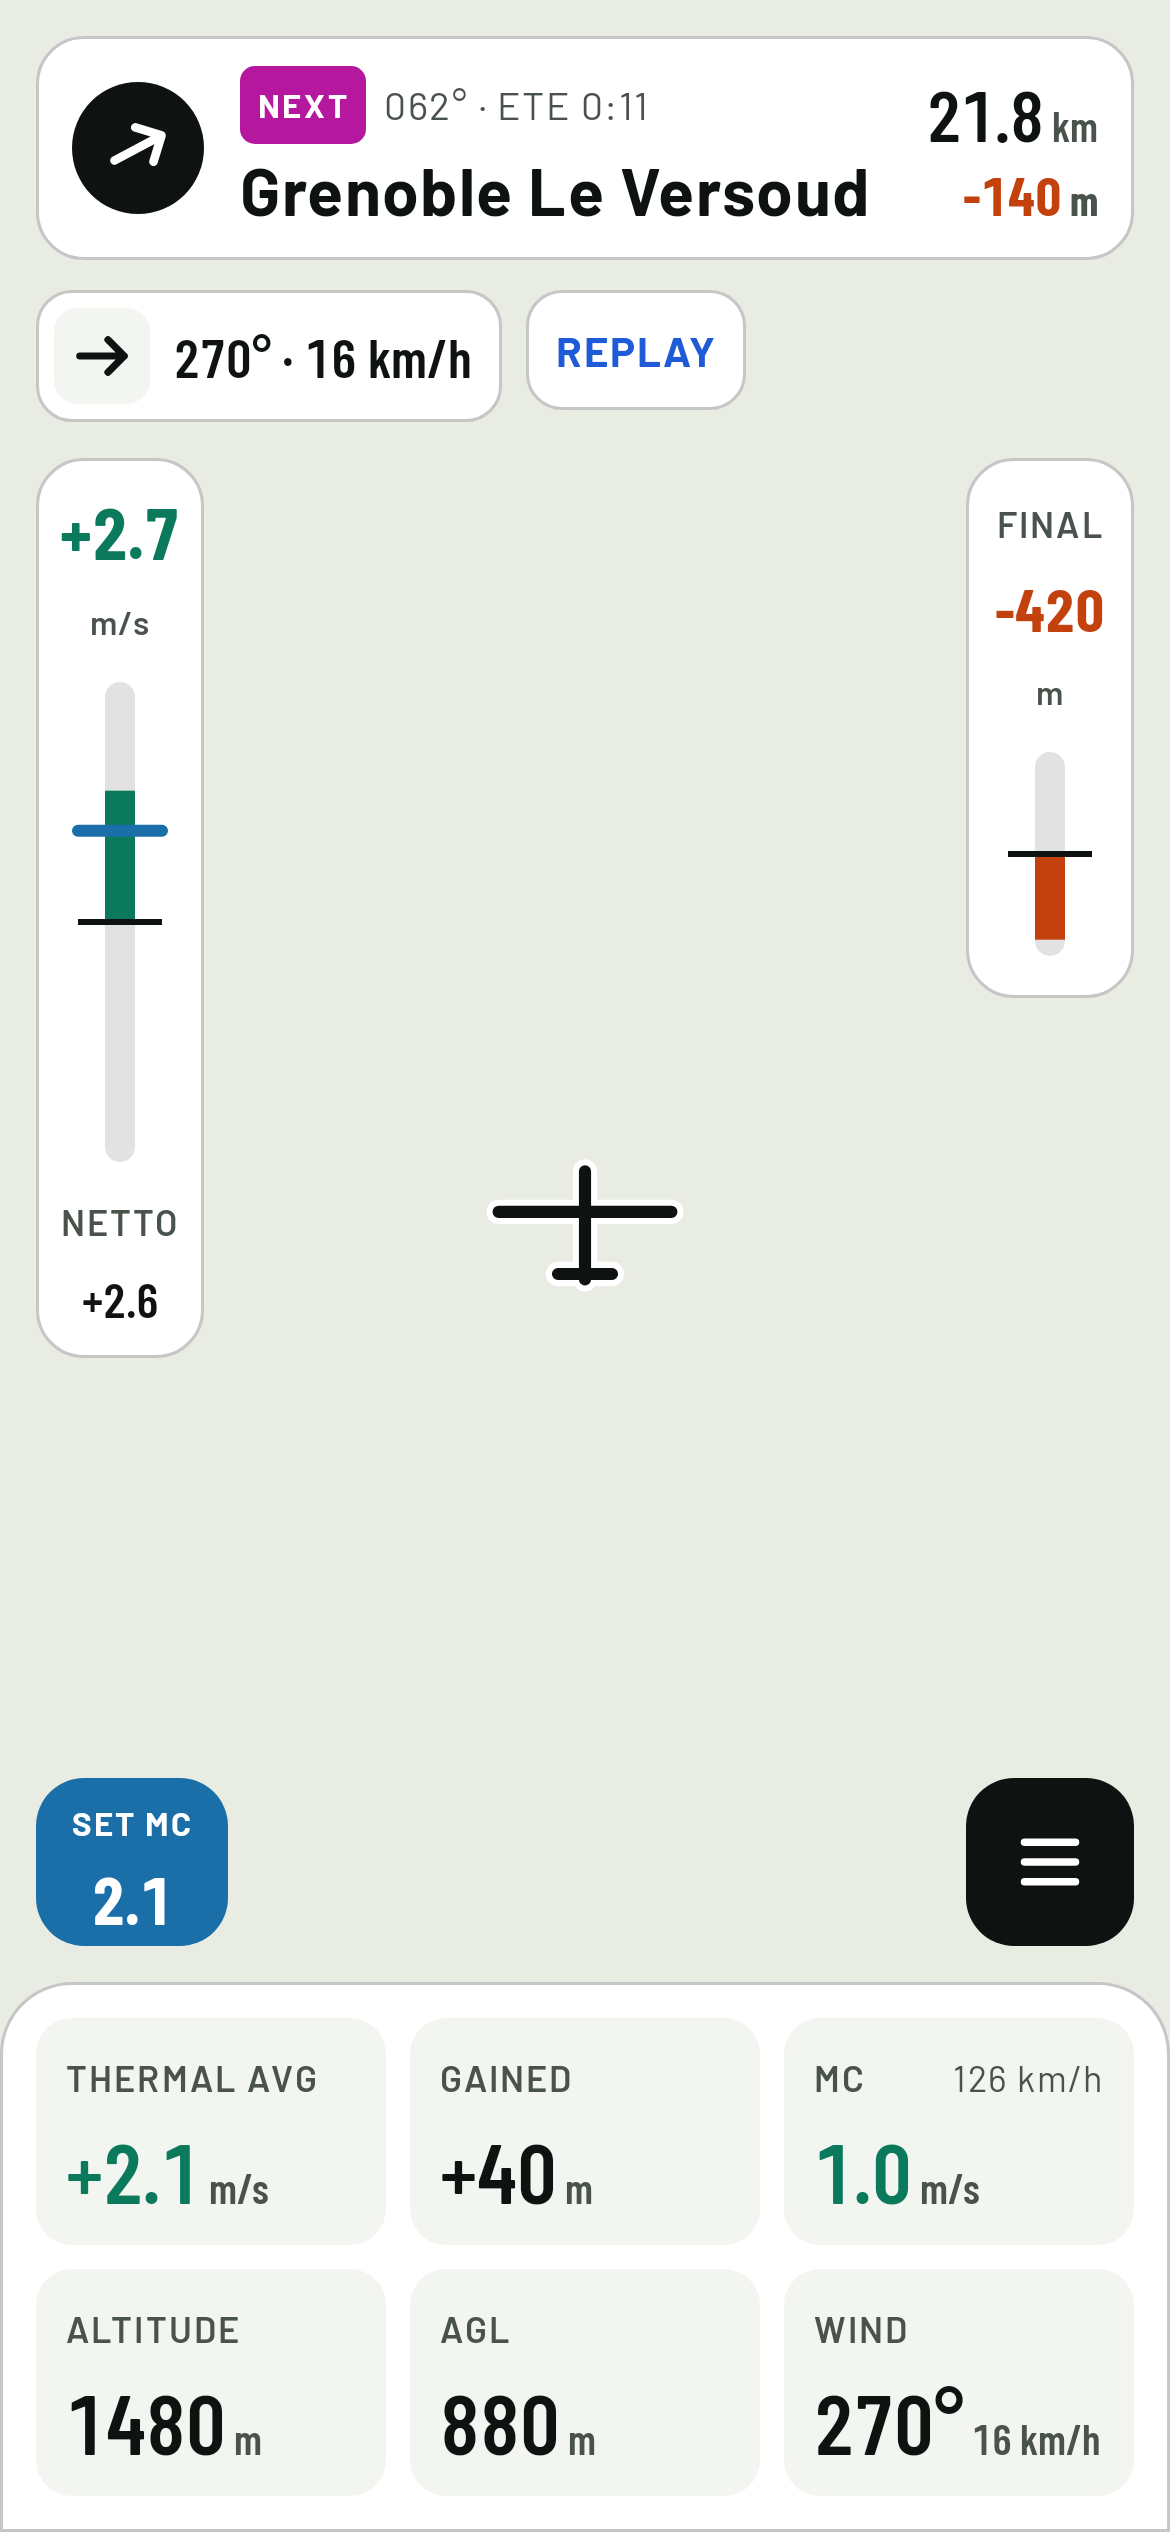 NEXT 062° · ETE 0:11
Grenoble Le Versoud
21.8 km
-140 m
270° · 16 km/h
REPLAY
+2.7
m/s
NETTO
+2.6
FINAL
-420
m
SET MC
2.1
THERMAL AVG
+2.1 m/s
GAINED
+40 m
MC 126 km/h
1.0 m/s
ALTITUDE
1480 m
AGL
880 m
WIND
270° 16 km/h